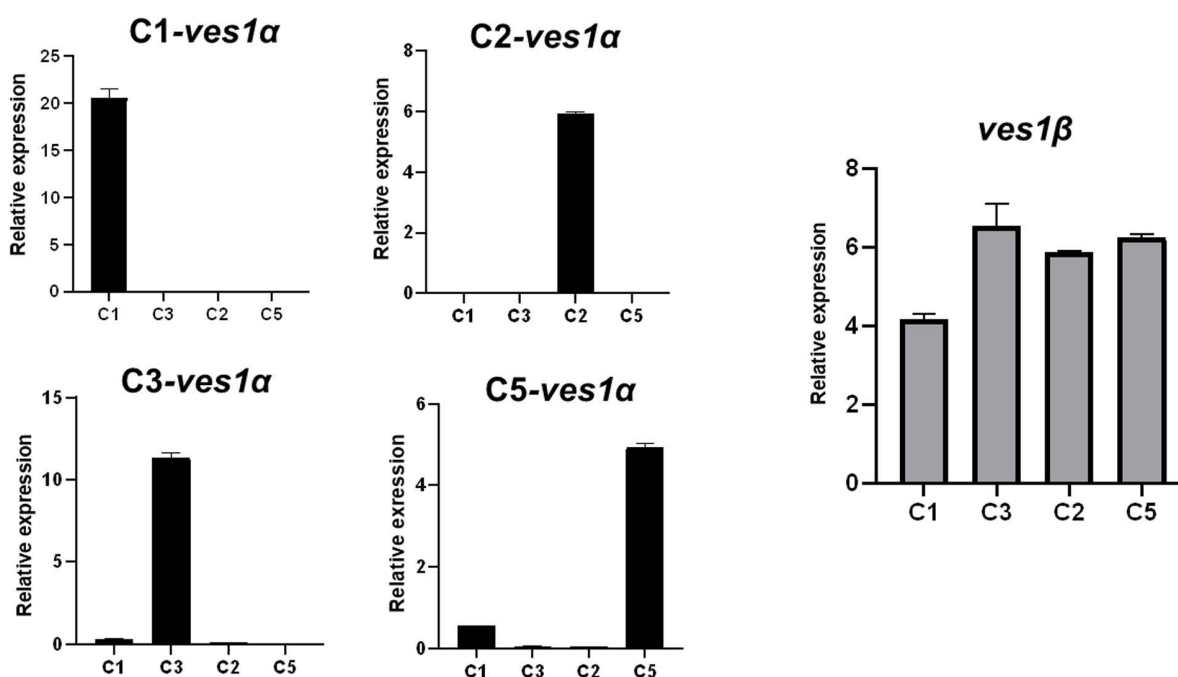 C1-ves1α
Relative expression
25
20
15
10
5
0
C1 C3 C2 C5
C2-ves1α
Relative expression
8
6
4
2
0
C1 C3 C2 C5
C3-ves1α
Relative expression
15
10
5
0
C1 C3 C2 C5
C5-ves1α
Relative exression
6
4
2
0
C1 C3 C2 C5
ves1β
Relative expression
8
6
4
2
0
C1 C3 C2 C5